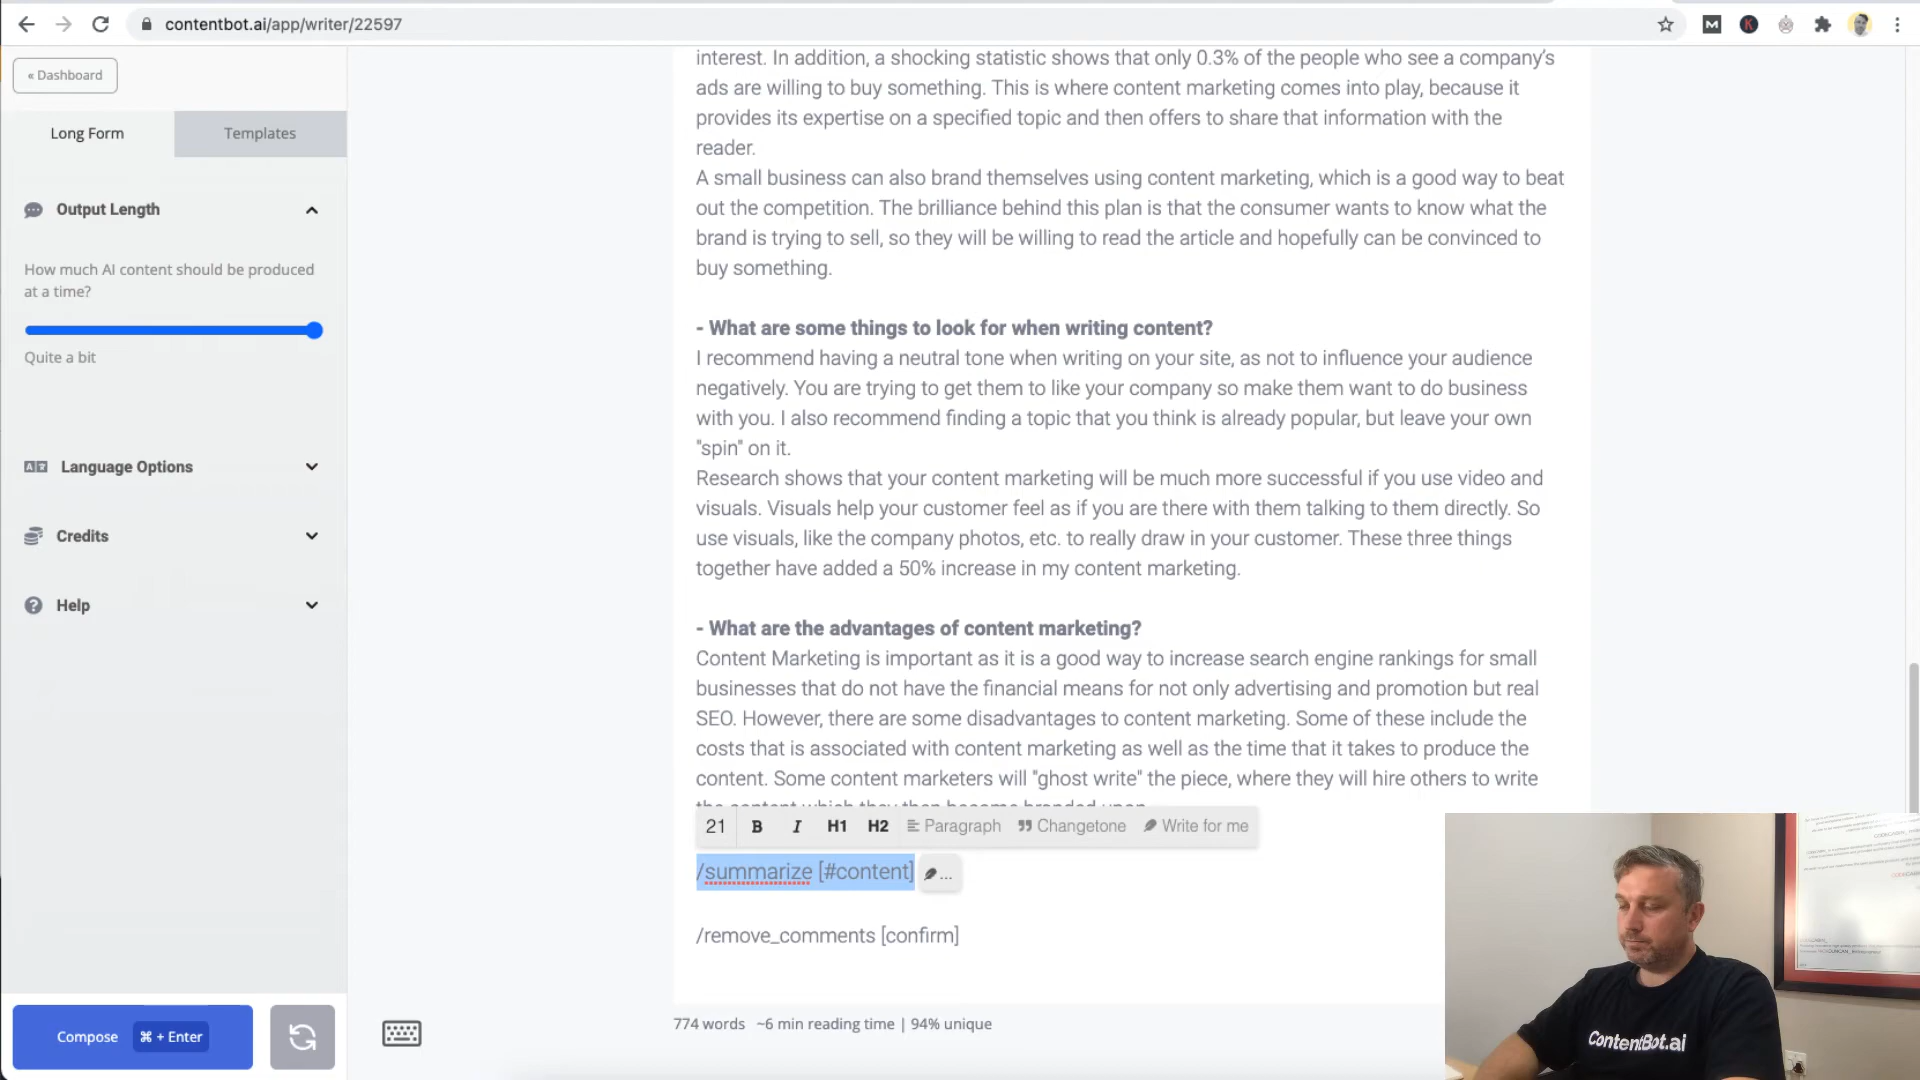 contentbot.ai/app/writer/22597
« Dashboard
Long Form
Templates
Output Length
How much AI content should be produced
at a time?
Quite a bit
Language Options
Credits
Help
Compose
⌘ + Enter
interest. In addition, a shocking statistic shows that only 0.3% of the people who see a company's
ads are willing to buy something. This is where content marketing comes into play, because it
provides its expertise on a specified topic and then offers to share that information with the
reader.
A small business can also brand themselves using content marketing, which is a good way to beat
out the competition. The brilliance behind this plan is that the consumer wants to know what the
brand is trying to sell, so they will be willing to read the article and hopefully can be convinced to
buy something.
- What are some things to look for when writing content?
I recommend having a neutral tone when writing on your site, as not to influence your audience
negatively. You are trying to get them to like your company so make them want to do business
with you. I also recommend finding a topic that you think is already popular, but leave your own
"spin" on it.
Research shows that your content marketing will be much more successful if you use video and
visuals. Visuals help your customer feel as if you are there with them talking to them directly. So
use visuals, like the company photos, etc. to really draw in your customer. These three things
together have added a 50% increase in my content marketing.
- What are the advantages of content marketing?
Content Marketing is important as it is a good way to increase search engine rankings for small
businesses that do not have the financial means for not only advertising and promotion but real
SEO. However, there are some disadvantages to content marketing. Some of these include the
costs that is associated with content marketing as well as the time that it takes to produce the
content. Some content marketers will "ghost write" the piece, where they will hire others to write
the content which they then become branded upon.
21 B I H1 H2 Paragraph Changetone Write for me
/summarize [#content] ...
/remove_comments [confirm]
774 words ~6 min reading time | 94% unique
ContentBot.ai